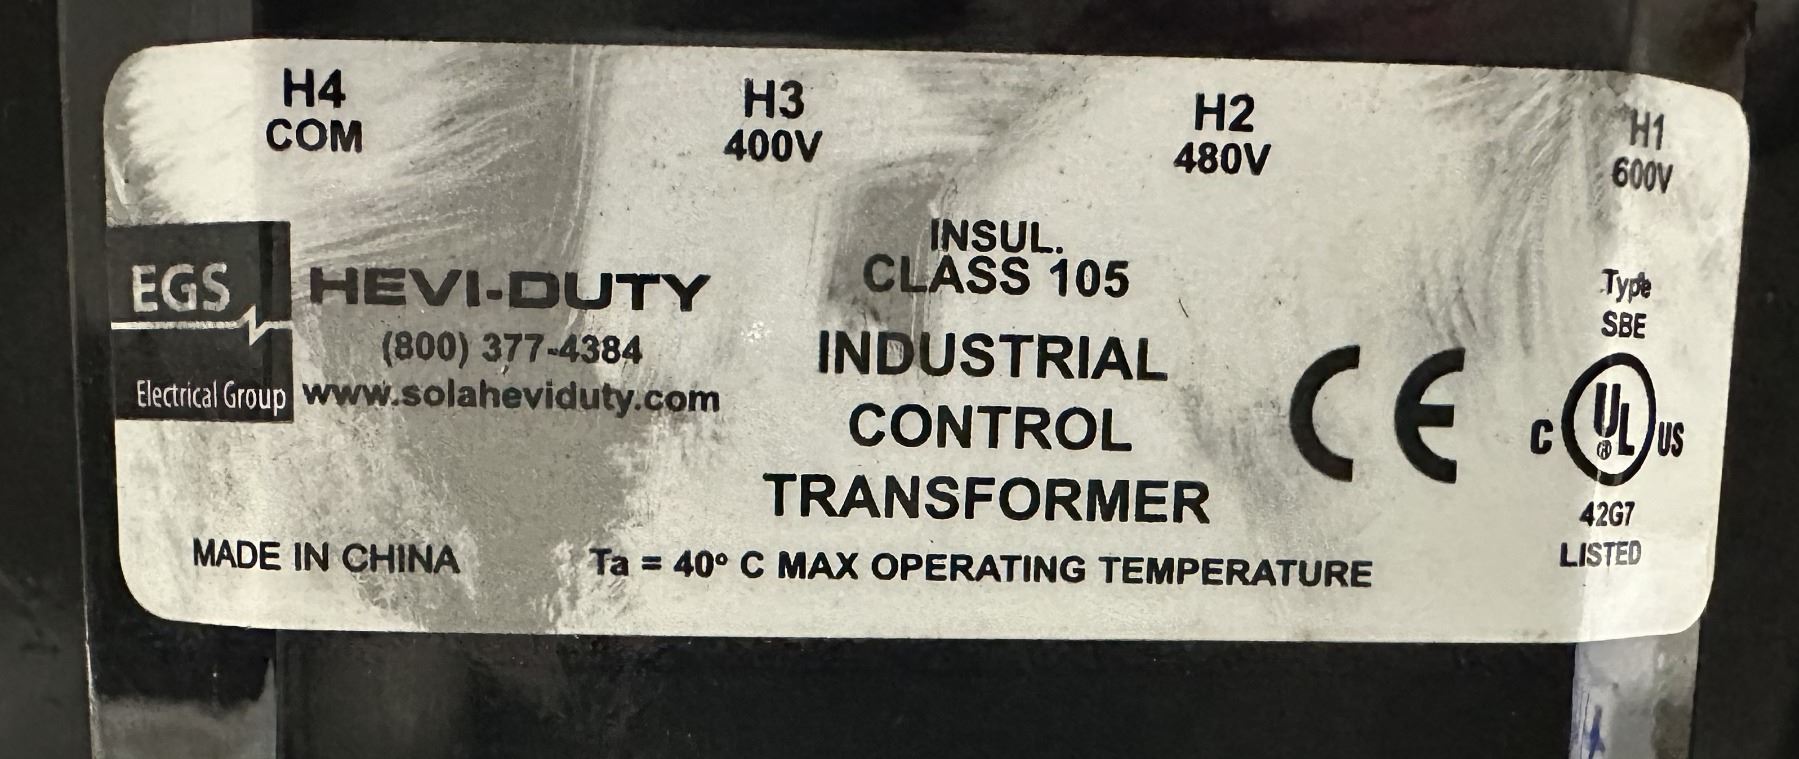 H4
COM
H3
400V
H2
480V
H1
600V
EGS
Electrical Group
HEVI-DUTY
(800) 377-4384
www.solaheviduty.com
INSUL.
CLASS 105
INDUSTRIAL
CONTROL
TRANSFORMER
CE
Type
SBE
C UL® US
42G7
LISTED
MADE IN CHINA
Ta = 40° C MAX OPERATING TEMPERATURE